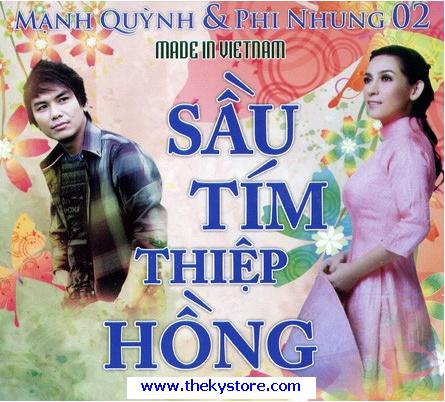 MẠNH QUỲNH & PHI NHUNG 02
MADE IN VIETNAM
SẦU
TÍM
THIỆP
HỒNG
www.thekystore.com